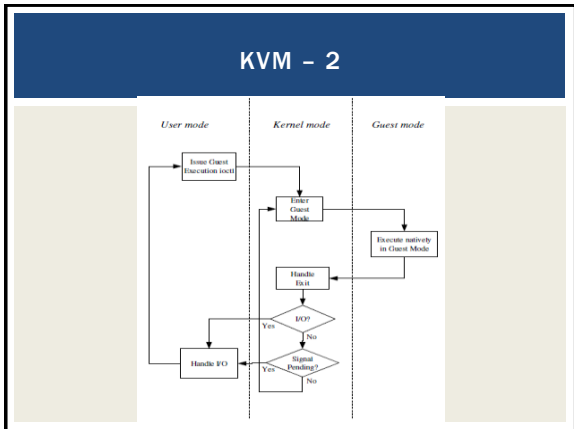 KVM – 2
User mode
Kernel mode
Guest mode
Issue Guest
Execution ioctl
Enter
Guest
Mode
Execute natively
in Guest Mode
Handle
Exit
I/O?
Yes
No
Handle I/O
Signal
Pending?
Yes
No